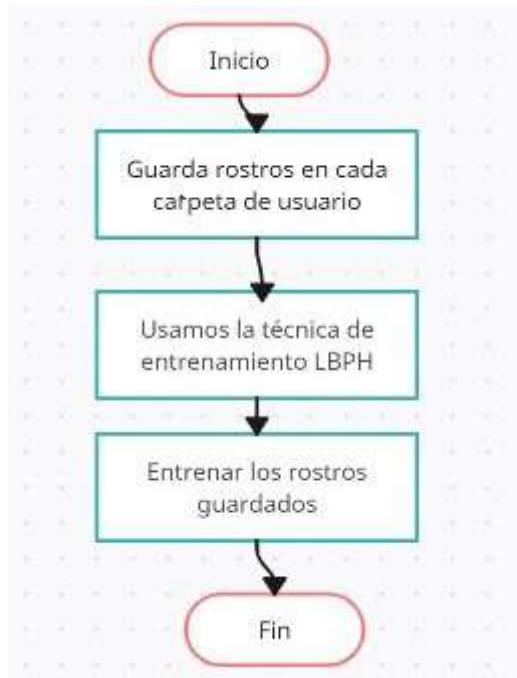 Inicio
Guarda rostros en cada
carpeta de usuario
Usamos la técnica de
entrenamiento LBPH
Entrenar los rostros
guardados
Fin